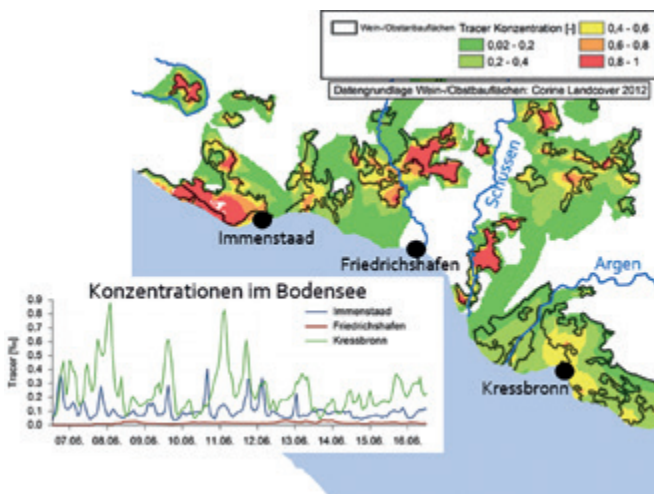 Wein-/Obstanbauflächen
Tracer Konzentration [-]
0,02 - 0,2
0,2 - 0,4
0,4 - 0,6
0,6 - 0,8
0,8 - 1
Datengrundlage Wein-/Obstbauflächen: Corine Landcover 2012
Schussen
Immenstaad
Friedrichshafen
Argen
Kressbronn
Konzentrationen im Bodensee
Immenstaad
Friedrichshafen
Kressbronn
Tracer [‰]
0.9
0.8
0.7
0.6
0.5
0.4
0.3
0.2
0.1
0.0
07.06. 08.06. 09.06. 10.06. 11.06. 12.06. 13.06. 14.06. 15.06. 16.06.